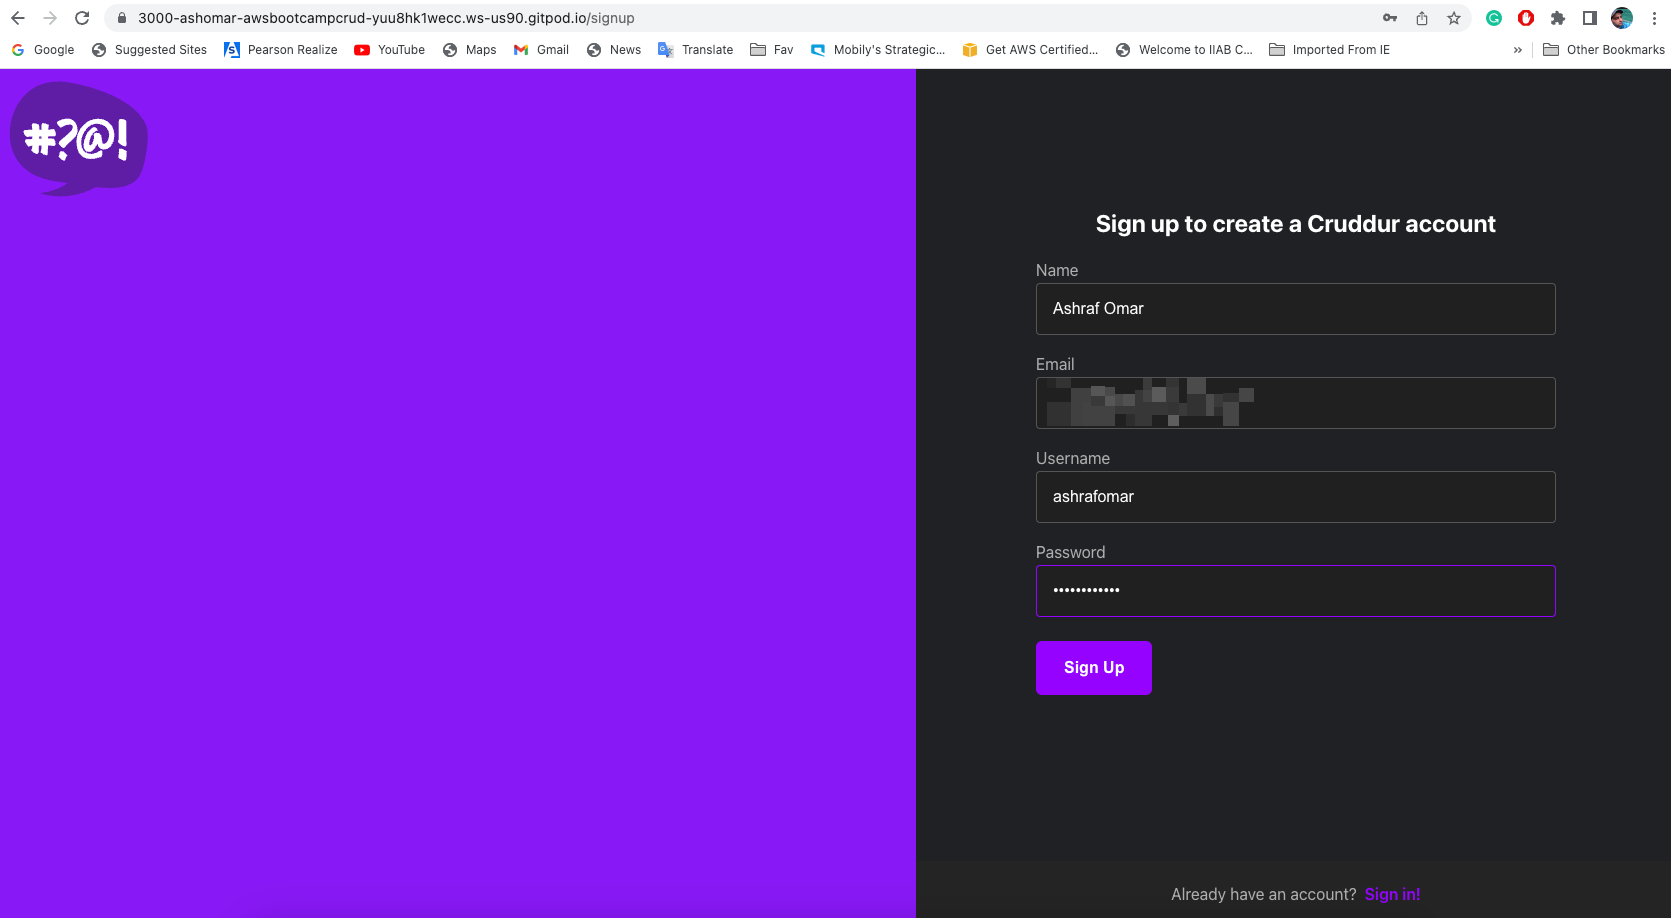 3000-ashomar-awsbootcampcrud-yuu8hk1wecc.ws-us90.gitpod.io/signup
Google Suggested Sites Pearson Realize YouTube Maps Gmail News Translate Fav Mobily's Strategic... Get AWS Certified... Welcome to IIAB C... Imported From IE » Other Bookmarks
#?@!
Sign up to create a Cruddur account
Name
Ashraf Omar
Email
Username
ashrafomar
Password
••••••••••••
Sign Up
Already have an account? Sign in!